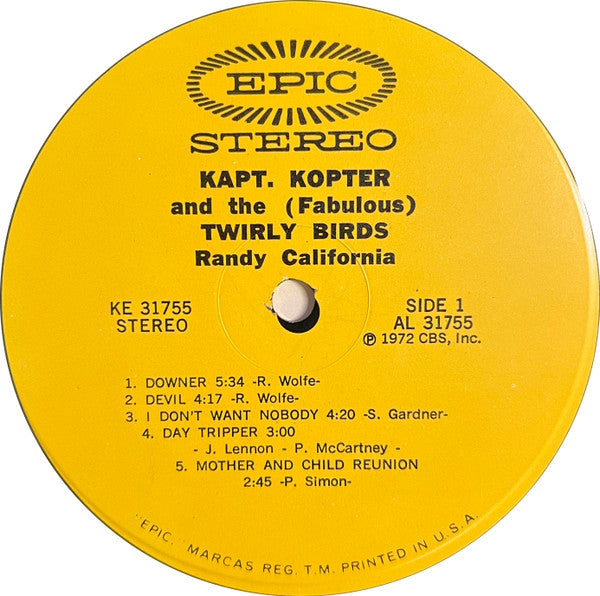 EPIC
STEREO
KAPT. KOPTER
and the (Fabulous)
TWIRLY BIRDS
Randy California
KE 31755
STEREO
SIDE 1
AL 31755
℗ 1972 CBS, Inc.
1. DOWNER 5:34 -R. Wolfe-
2. DEVIL 4:17 -R. Wolfe-
3. I DON'T WANT NOBODY 4:20 -S. Gardner-
4. DAY TRIPPER 3:00
- J. Lennon - P. McCartney -
5. MOTHER AND CHILD REUNION
2:45 -P. Simon-
"EPIC," MARCAS REG. T.M. PRINTED IN U.S.A.